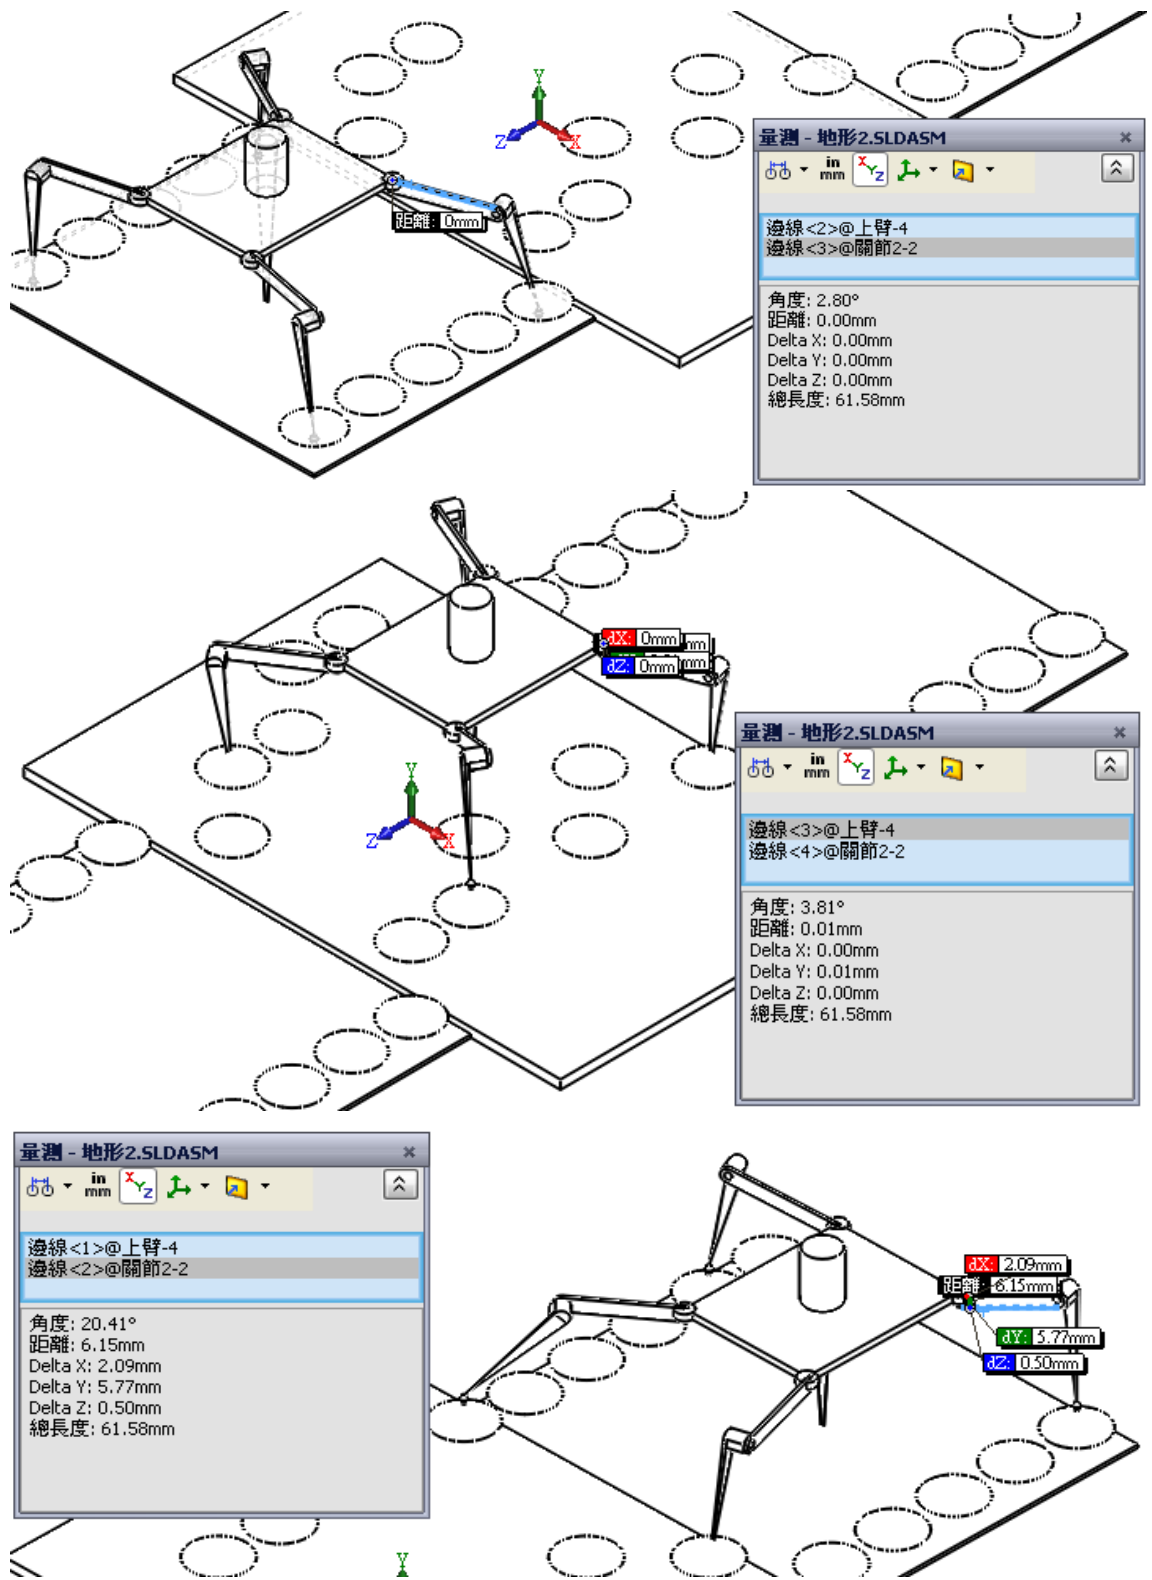 Y
Z
X
距離: 0mm
量測 - 地形2.SLDASM
in
mm
X
Y
Z
邊線<2>@上臂-4
邊線<3>@關節2-2
角度: 2.80°
距離: 0.00mm
Delta X: 0.00mm
Delta Y: 0.00mm
Delta Z: 0.00mm
總長度: 61.58mm
dX: 0mm
mm
mm
dZ: 0mm
Y
Z
X
量測 - 地形2.SLDASM
in
mm
X
Y
Z
邊線<3>@上臂-4
邊線<4>@關節2-2
角度: 3.81°
距離: 0.01mm
Delta X: 0.00mm
Delta Y: 0.01mm
Delta Z: 0.00mm
總長度: 61.58mm
量測 - 地形2.SLDASM
in
mm
X
Y
Z
邊線<1>@上臂-4
邊線<2>@關節2-2
角度: 20.41°
距離: 6.15mm
Delta X: 2.09mm
Delta Y: 5.77mm
Delta Z: 0.50mm
總長度: 61.58mm
dX: 2.09mm
距離: 6.15mm
dY: 5.77mm
dZ: 0.50mm
Y